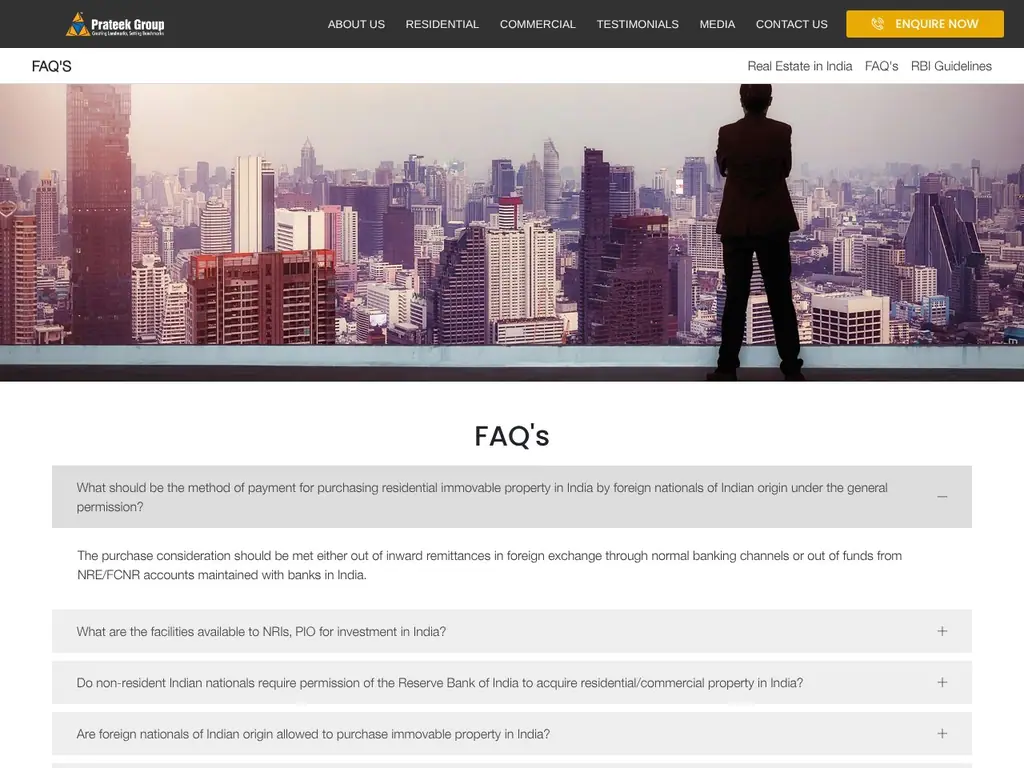 Prateek Group
Creating Landmarks, Setting Benchmarks
ABOUT US
RESIDENTIAL
COMMERCIAL
TESTIMONIALS
MEDIA
CONTACT US
ENQUIRE NOW
FAQ'S
Real Estate in India
FAQ's
RBI Guidelines
FAQ's
What should be the method of payment for purchasing residential immovable property in India by foreign nationals of Indian origin under the general
permission?
The purchase consideration should be met either out of inward remittances in foreign exchange through normal banking channels or out of funds from
NRE/FCNR accounts maintained with banks in India.
What are the facilities available to NRIs, PIO for investment in India?
Do non-resident Indian nationals require permission of the Reserve Bank of India to acquire residential/commercial property in India?
Are foreign nationals of Indian origin allowed to purchase immovable property in India?